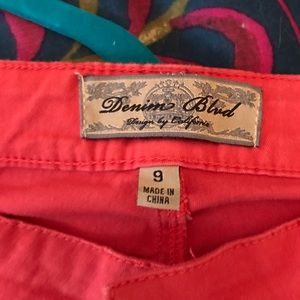 Denim Blvd
Design by California
9
MADE IN
CHINA